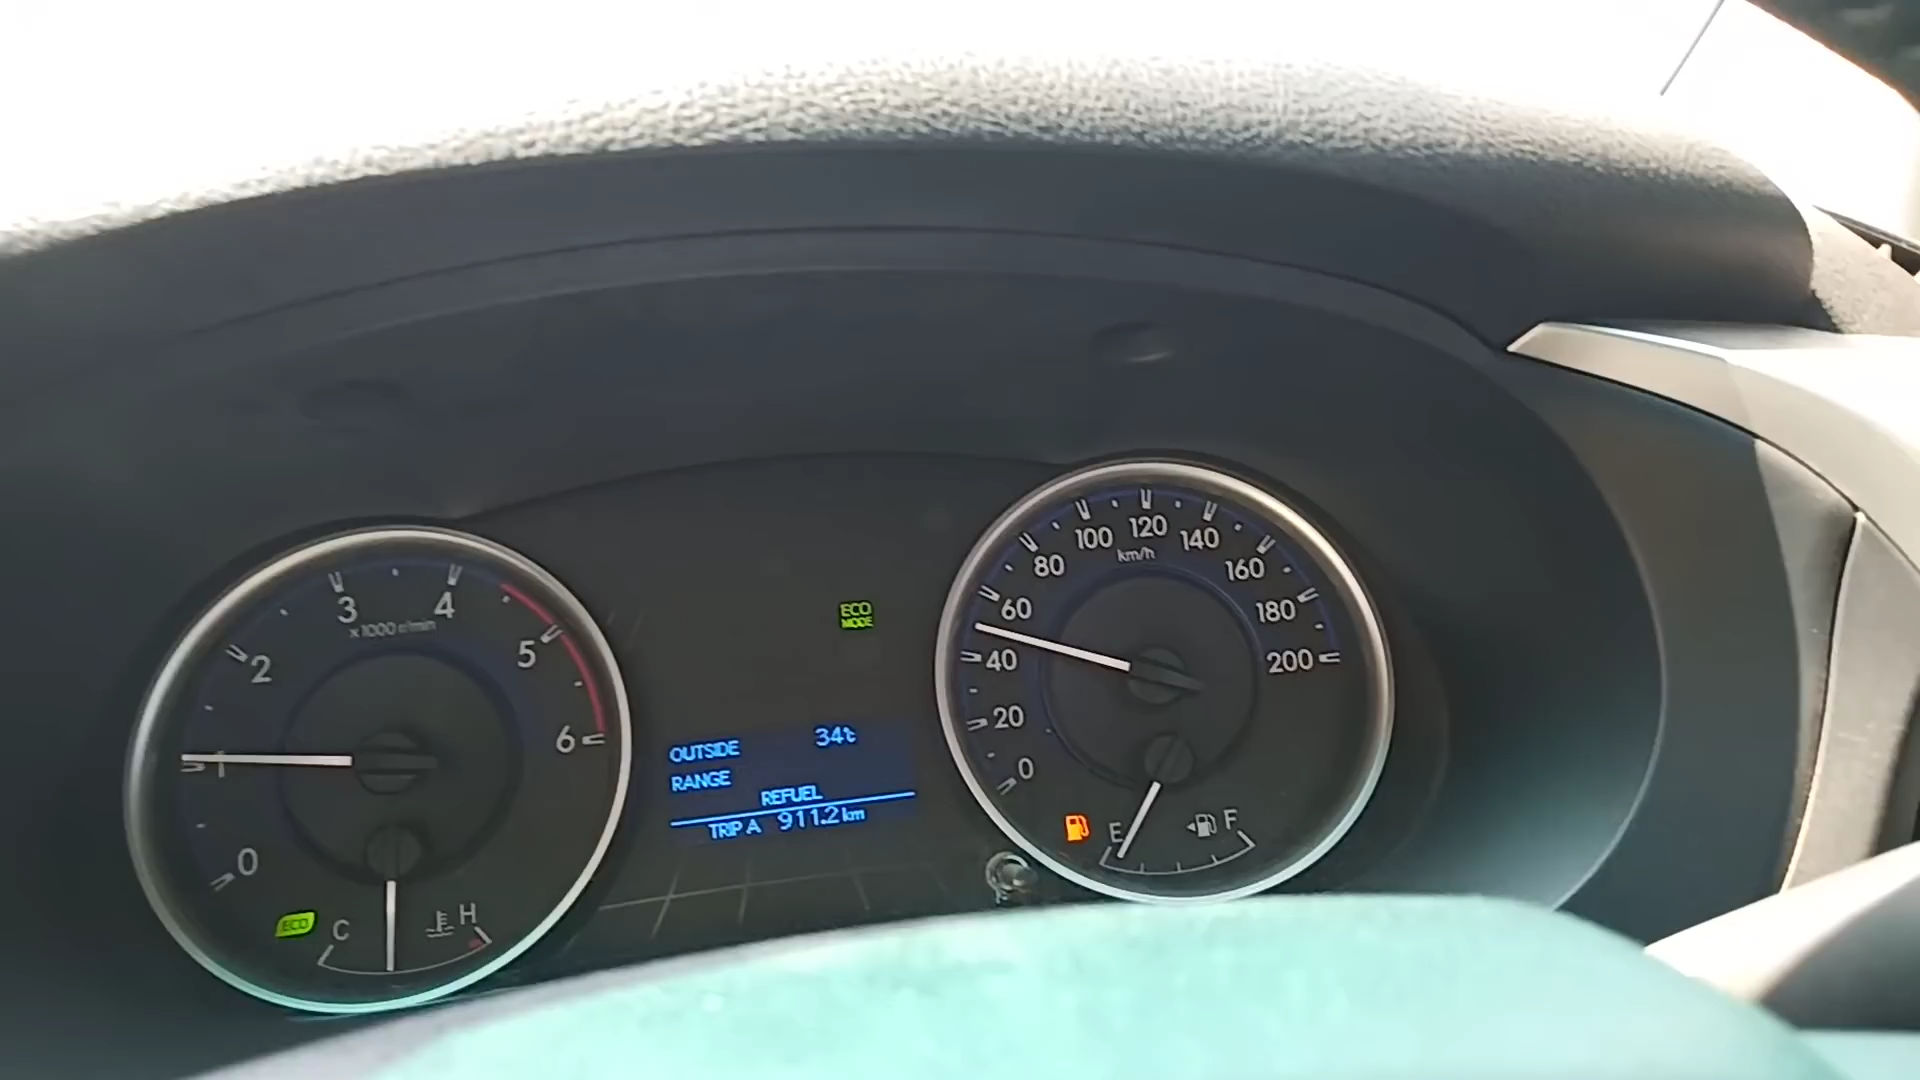 0
1
2
3
4
5
6
x1000 r/min
ECO
C
H
ECO
MODE
OUTSIDE 34℃
RANGE
REFUEL
TRIP A 911.2 km
0
20
40
60
80
100
120
140
160
180
200
km/h
E
F